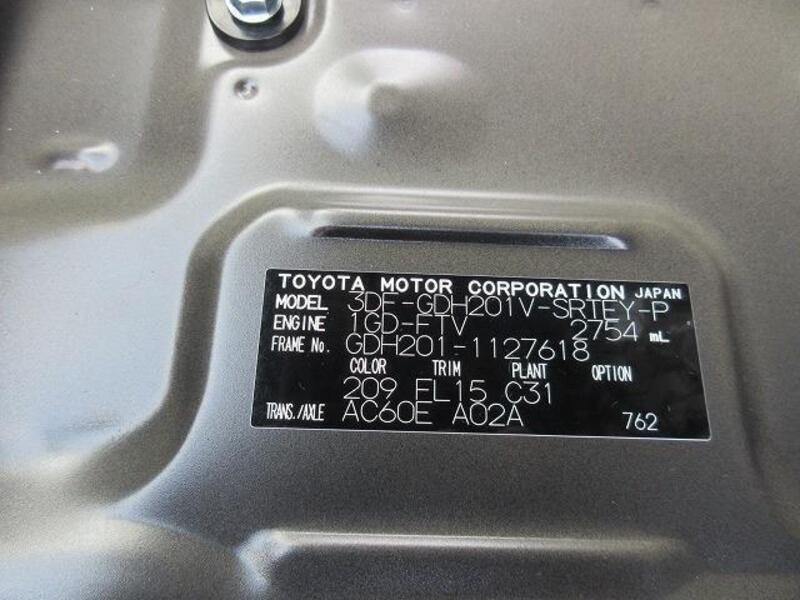 TOYOTA MOTOR CORPORATION JAPAN
MODEL 3DF-GDH201V-SRTEY-P
ENGINE 1GD-FTV 2754 mL
FRAME No. GDH201-1127618
COLOR TRIM PLANT OPTION
209 FL15 C31
TRANS./AXLE AC60E A02A 762